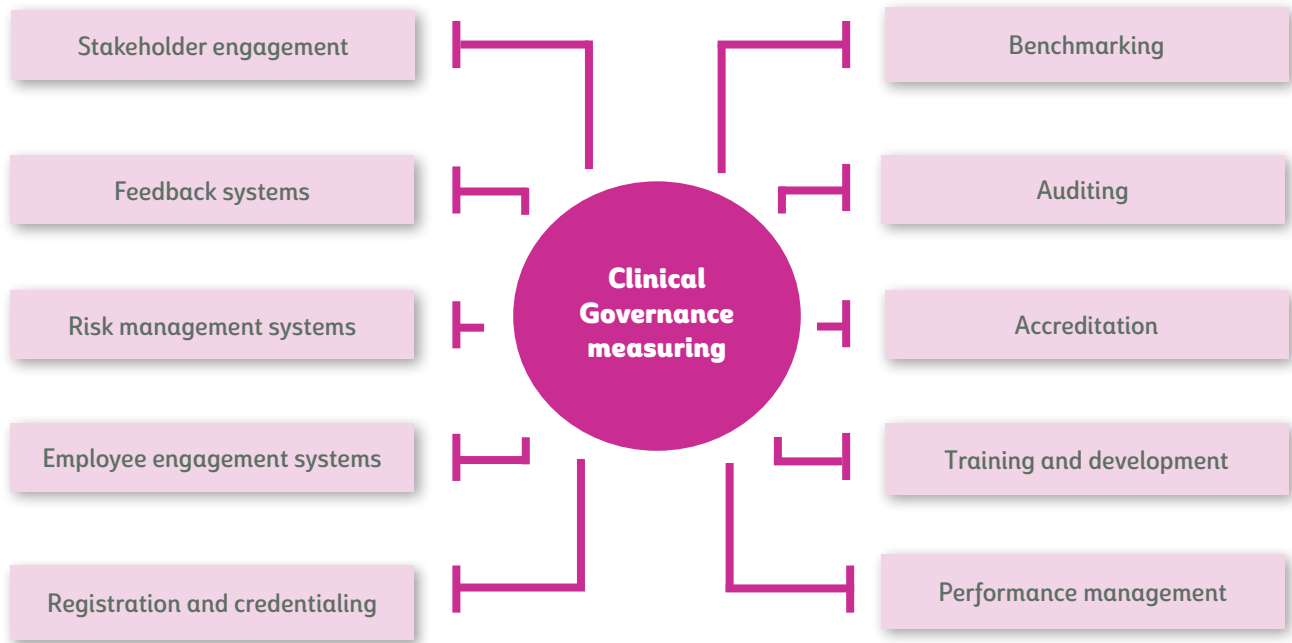 Stakeholder engagement
Feedback systems
Risk management systems
Employee engagement systems
Registration and credentialing
Clinical
Governance
measuring
Benchmarking
Auditing
Accreditation
Training and development
Performance management